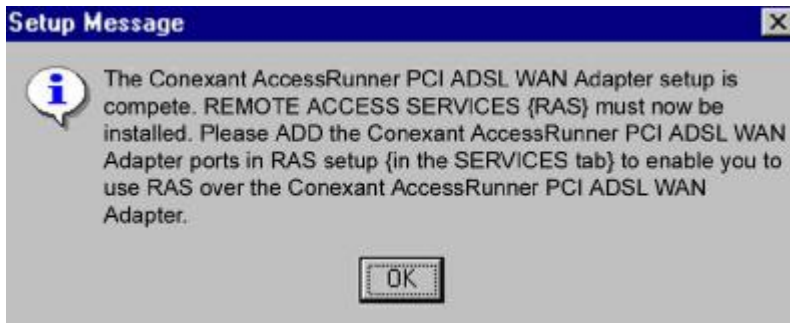 Setup Message
The Conexant AccessRunner PCI ADSL WAN Adapter setup is
compete. REMOTE ACCESS SERVICES {RAS} must now be
installed. Please ADD the Conexant AccessRunner PCI ADSL WAN
Adapter ports in RAS setup {in the SERVICES tab} to enable you to
use RAS over the Conexant AccessRunner PCI ADSL WAN
Adapter.
OK